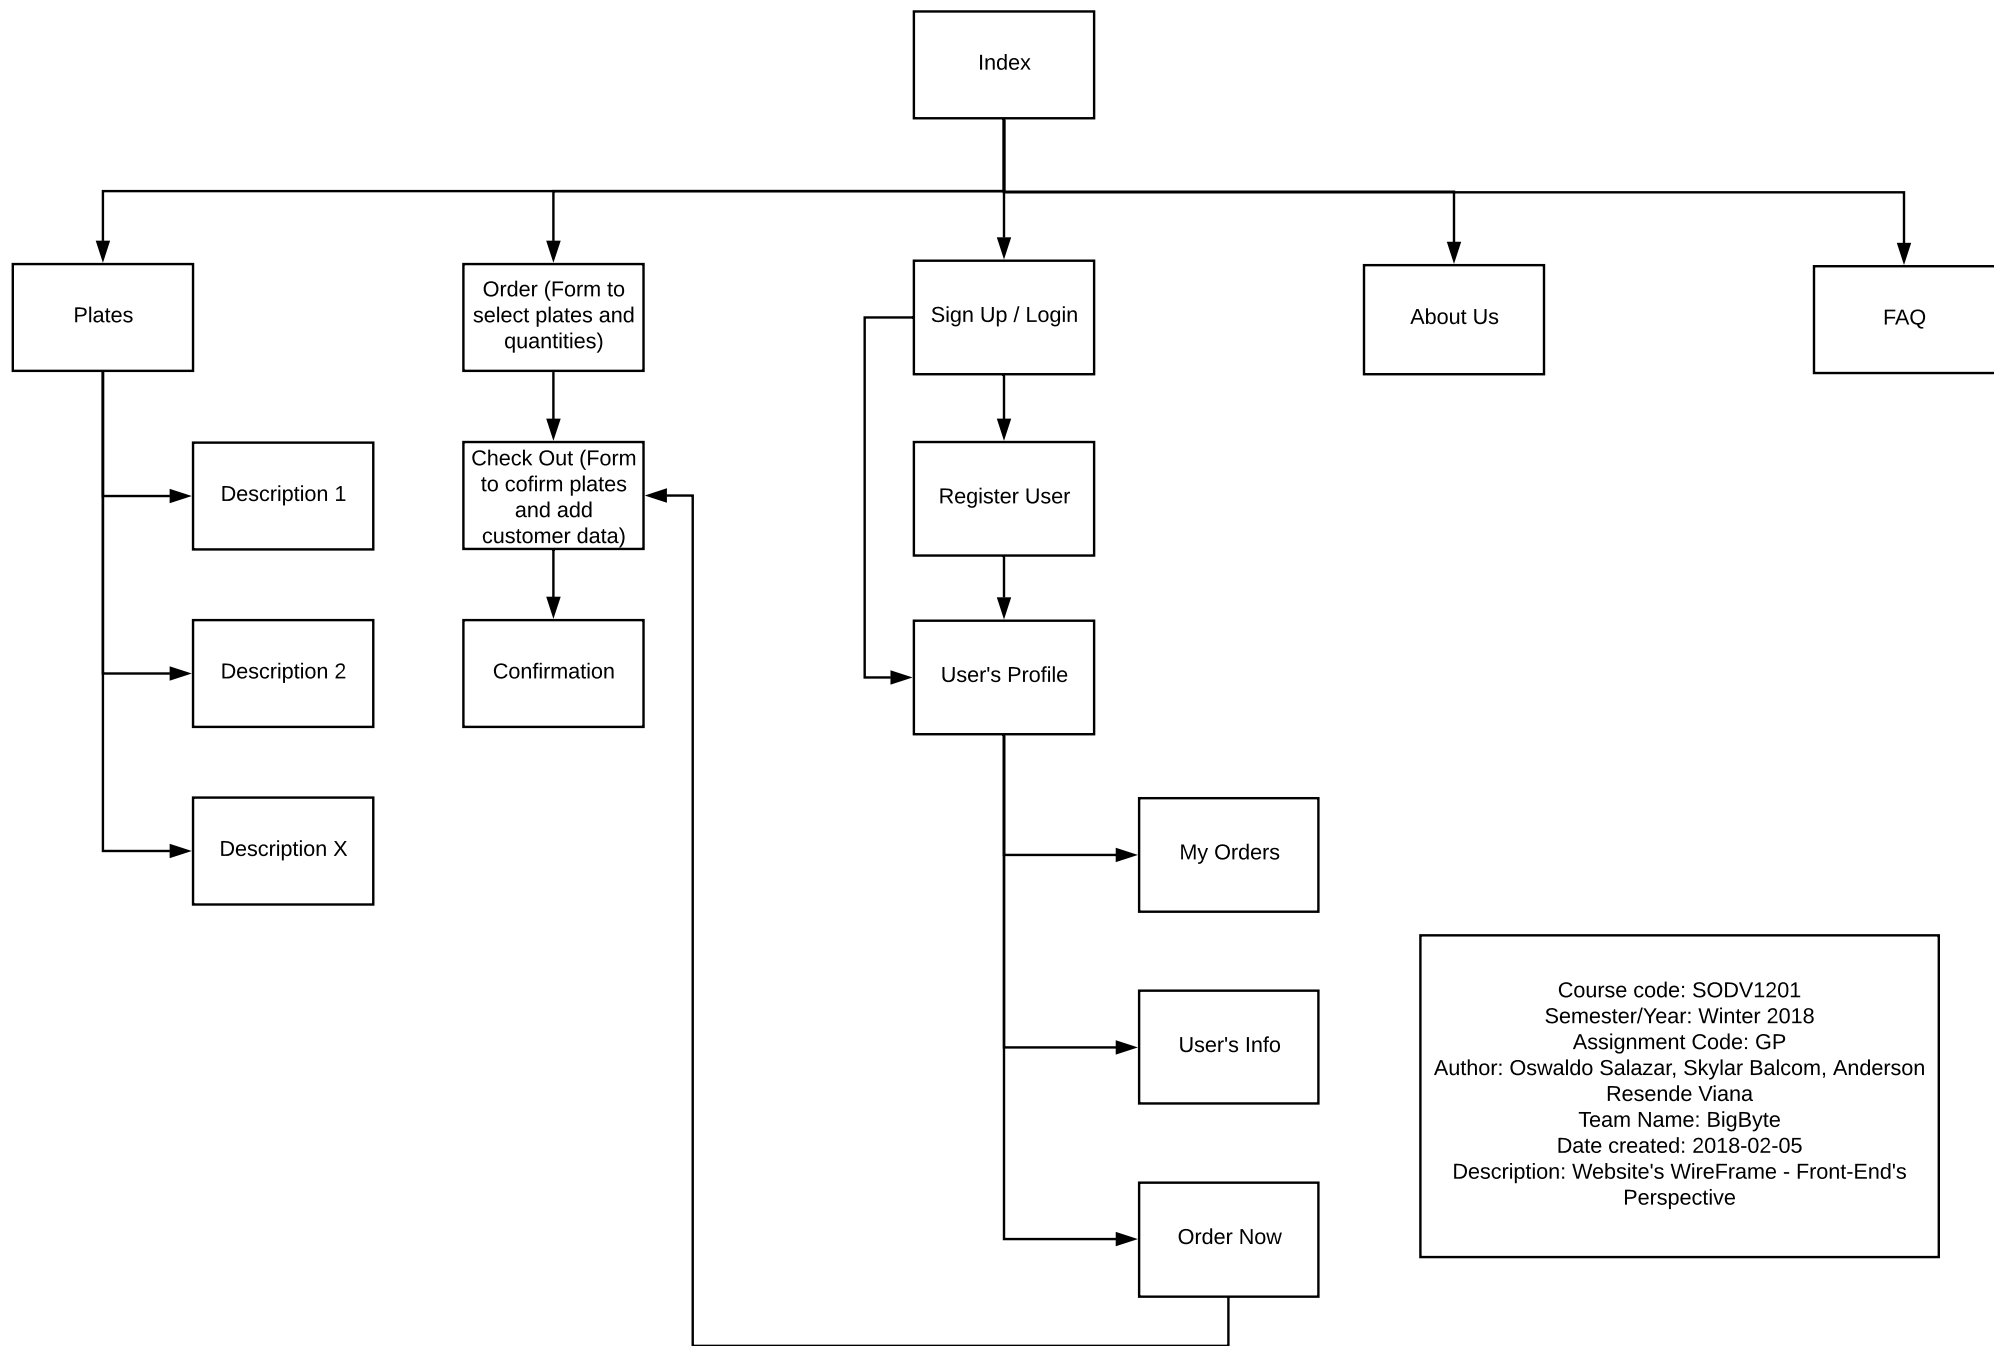 Index
Plates
Order (Form to
select plates and
quantities)
Sign Up / Login
About Us
FAQ
Description 1
Check Out (Form
to cofirm plates
and add
customer data)
Register User
Description 2
Confirmation
User's Profile
Description X
My Orders
User's Info
Order Now
Course code: SODV1201
Semester/Year: Winter 2018
Assignment Code: GP
Author: Oswaldo Salazar, Skylar Balcom, Anderson
Resende Viana
Team Name: BigByte
Date created: 2018-02-05
Description: Website's WireFrame - Front-End's
Perspective